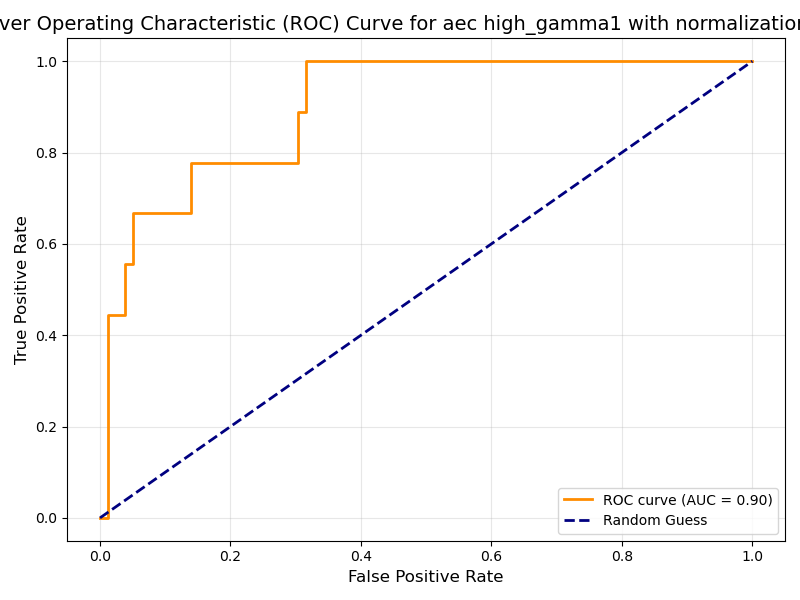 ver Operating Characteristic (ROC) Curve for aec high_gamma1 with normalization
True Positive Rate
1.0
0.8
0.6
0.4
0.2
0.0
0.0 0.2 0.4 0.6 0.8 1.0
False Positive Rate
ROC curve (AUC = 0.90)
Random Guess